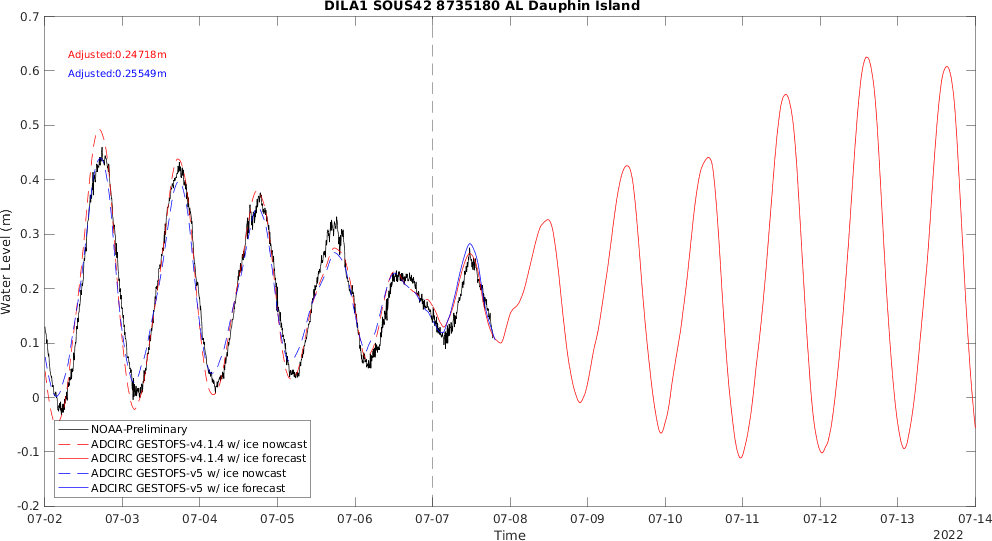 DILA1 SOUS42 8735180 AL Dauphin Island
Adjusted:0.24718m
Adjusted:0.25549m
Water Level (m)
0.7
0.6
0.5
0.4
0.3
0.2
0.1
0
-0.1
-0.2
NOAA-Preliminary
ADCIRC GESTOFS-v4.1.4 w/ ice nowcast
ADCIRC GESTOFS-v4.1.4 w/ ice forecast
ADCIRC GESTOFS-v5 w/ ice nowcast
ADCIRC GESTOFS-v5 w/ ice forecast
07-02 07-03 07-04 07-05 07-06 07-07 07-08 07-09 07-10 07-11 07-12 07-13 07-14
Time
2022